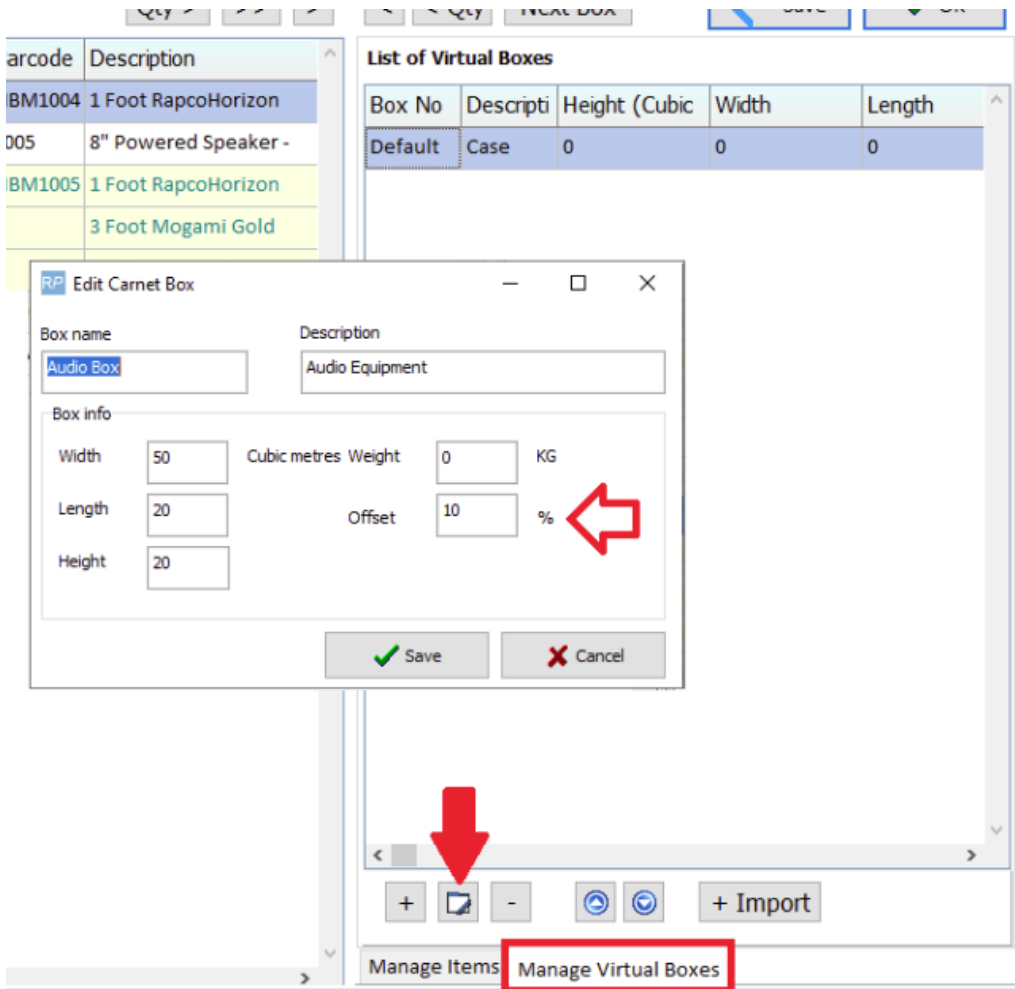 Qty > >> > < < Qty Next Box Save OK
List of Virtual Boxes
arcode Description
Box No Descripti Height (Cubic Width Length
BM1004 1 Foot RapcoHorizon
Default Case 0 0 0
005 8" Powered Speaker -
BM1005 1 Foot RapcoHorizon
3 Foot Mogami Gold
RP Edit Carnet Box
Box name Description
Audio Box Audio Equipment
Box info
Width 50 Cubic metres Weight 0 KG
Length 20 Offset 10 %
Height 20
Save Cancel
+ - + Import
Manage Items Manage Virtual Boxes